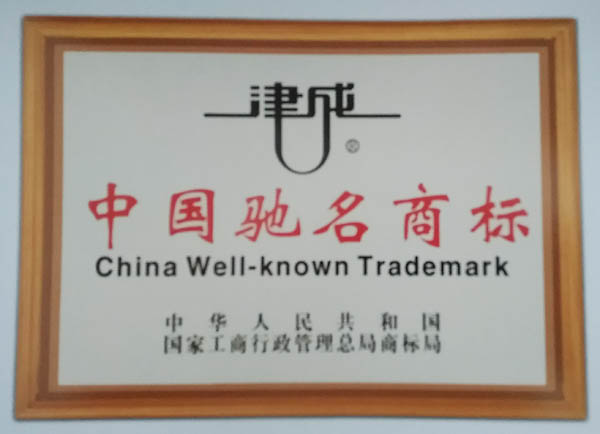 津成
®
中国驰名商标
China Well-known Trademark
中华人民共和国
国家工商行政管理总局商标局